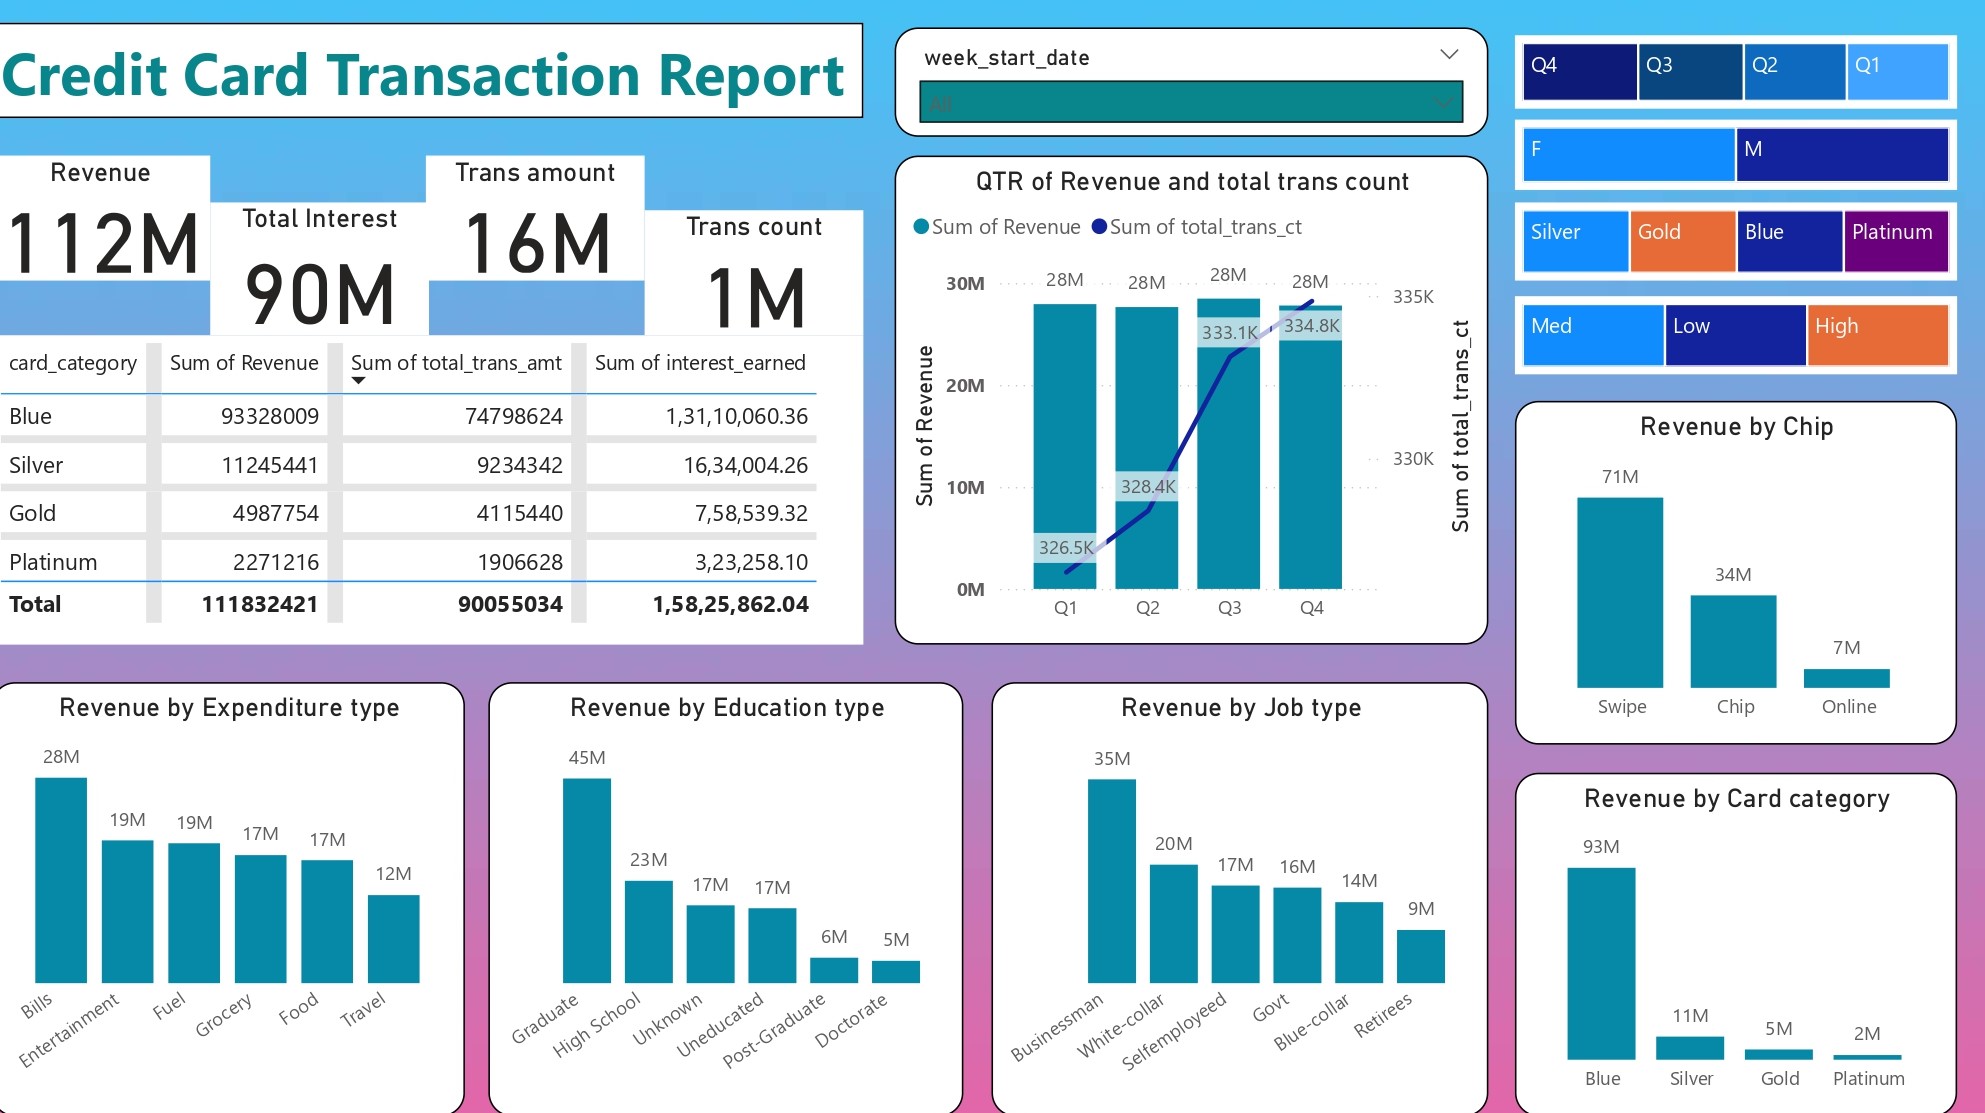 Credit Card Transaction Report
week_start_date
All
Q4 Q3 Q2 Q1
F M
Silver Gold Blue Platinum
Med Low High
Revenue
112M
Total Interest
90M
Trans amount
16M
Trans count
1M
card_category Sum of Revenue Sum of total_trans_amt Sum of interest_earned
Blue 93328009 74798624 1,31,10,060.36
Silver 11245441 9234342 16,34,004.26
Gold 4987754 4115440 7,58,539.32
Platinum 2271216 1906628 3,23,258.10
Total 111832421 90055034 1,58,25,862.04
QTR of Revenue and total trans count
Sum of Revenue Sum of total_trans_ct
Sum of Revenue
30M
20M
10M
0M
28M 28M 28M 28M
326.5K 328.4K 333.1K 334.8K
335K
330K
Sum of total_trans_ct
Q1 Q2 Q3 Q4
Revenue by Chip
71M 34M 7M
Swipe Chip Online
Revenue by Expenditure type
28M 19M 19M 17M 17M 12M
Bills Entertainment Fuel Grocery Food Travel
Revenue by Education type
45M 23M 17M 17M 6M 5M
Graduate High School Unknown Uneducated Post-Graduate Doctorate
Revenue by Job type
35M 20M 17M 16M 14M 9M
Businessman White-collar Selfemployeed Govt Blue-collar Retirees
Revenue by Card category
93M 11M 5M 2M
Blue Silver Gold Platinum